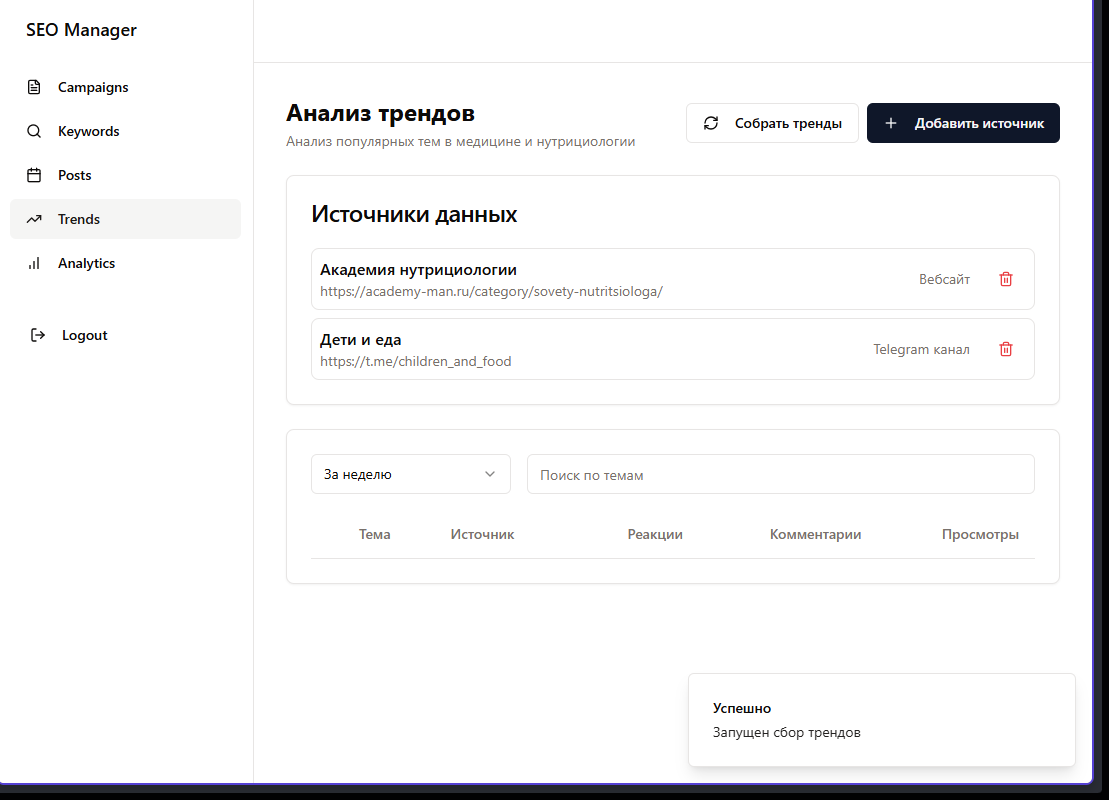 SEO Manager
Campaigns
Keywords
Posts
Trends
Analytics
Logout
Анализ трендов
Анализ популярных тем в медицине и нутрициологии
Собрать тренды
Добавить источник
Источники данных
Академия нутрициологии
https://academy-man.ru/category/sovety-nutritsiologa/
Вебсайт
Дети и еда
https://t.me/children_and_food
Telegram канал
За неделю
Поиск по темам
Тема Источник Реакции Комментарии Просмотры
Успешно
Запущен сбор трендов